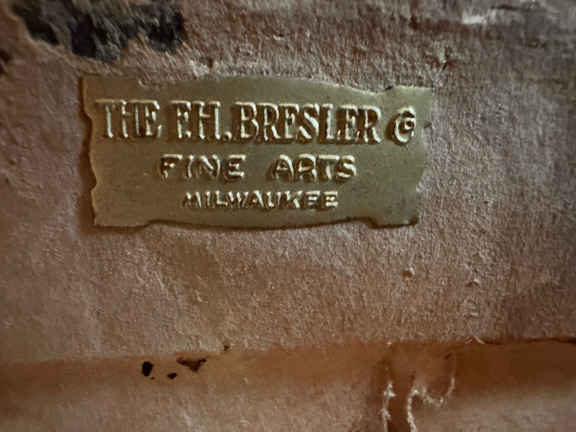 THE F.H. BRESLER Co
FINE ARTS
MILWAUKEE